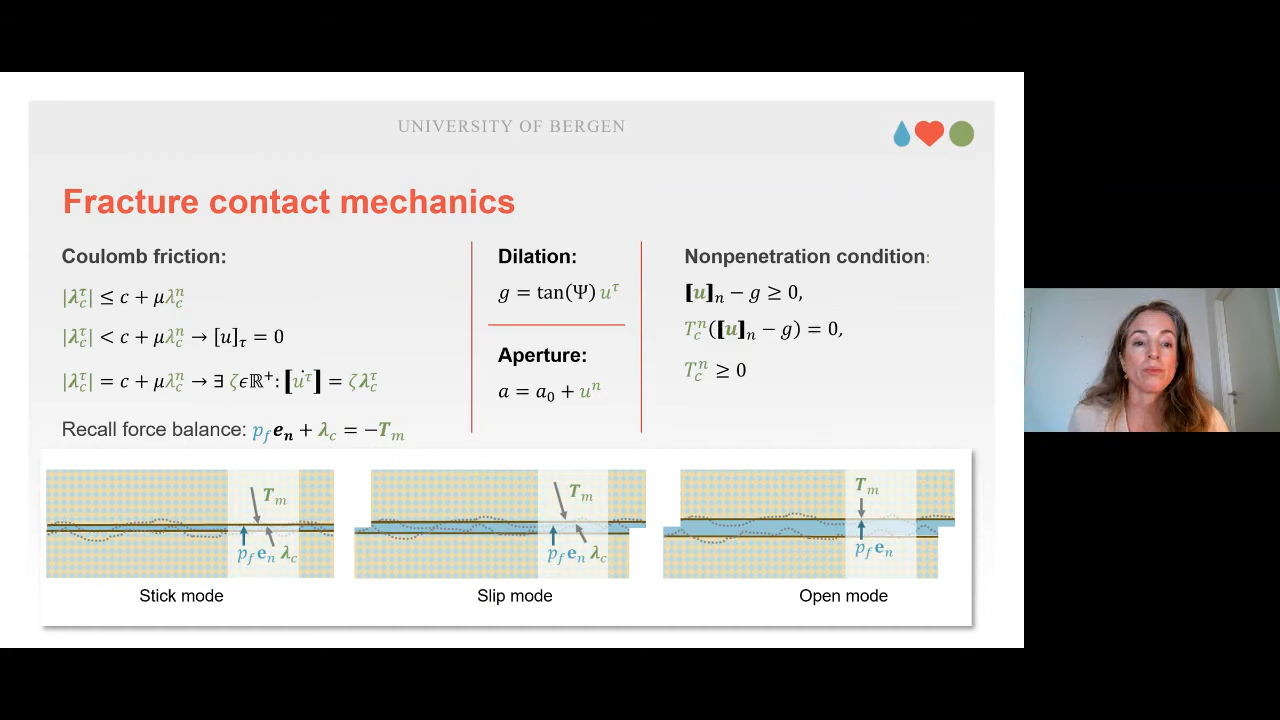 UNIVERSITY OF BERGEN
Fracture contact mechanics
Coulomb friction:
|λ_c^τ| ≤ c + μλ_c^n
|λ_c^τ| < c + μλ_c^n → [u]_τ = 0
|λ_c^τ| = c + μλ_c^n → ∃ ζϵℝ⁺: ⟦u̇^τ⟧ = ζλ_c^τ
Recall force balance: p_f e_n + λ_c = −T_m
Dilation:
g = tan(Ψ) u^τ
Aperture:
a = a_0 + u^n
Nonpenetration condition:
⟦u⟧_n − g ≥ 0,
T_c^n(⟦u⟧_n − g) = 0,
T_c^n ≥ 0
T_m
p_f e_n λ_c
Stick mode
T_m
p_f e_n λ_c
Slip mode
T_m
p_f e_n
Open mode